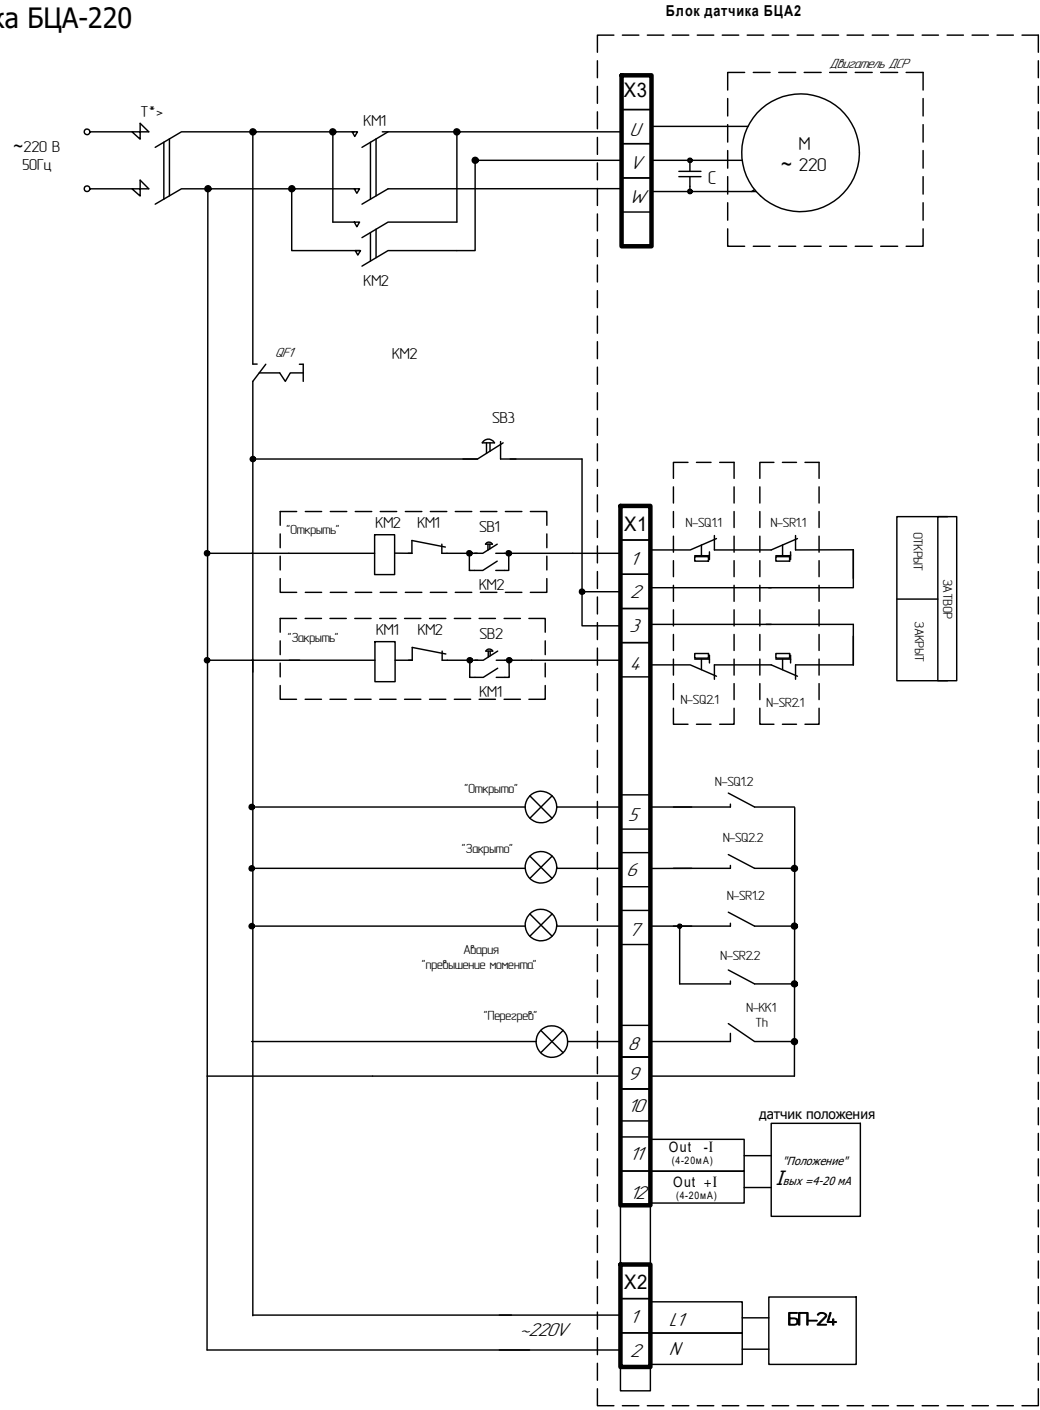 ка БЦА-220
Блок датчика БЦА2
Двигатель ДСР
T*>
~220 В
50Гц
KM1
KM2
X3
U
V
W
C
M
~ 220
QF1
KM2
SB3
"Открыть"
KM2
KM1
SB1
KM2
"Закрыть"
KM1
KM2
SB2
KM1
X1
1
2
3
4
5
6
7
8
9
10
11
12
N-SQ1.1
N-SR1.1
N-SQ2.1
N-SR2.1
ОТКРЫТ
ЗАКРЫТ
ЗАТВОР
"Открыто"
N-SQ1.2
"Закрыто"
N-SQ2.2
N-SR1.2
Авария
"превышение момента"
N-SR2.2
"Перегрев"
N-KK1
Th
датчик положения
Out -I
(4-20мА)
Out +I
(4-20мА)
"Положение"
Iвых =4-20 мА
X2
1
2
~220V
L1
N
БП-24